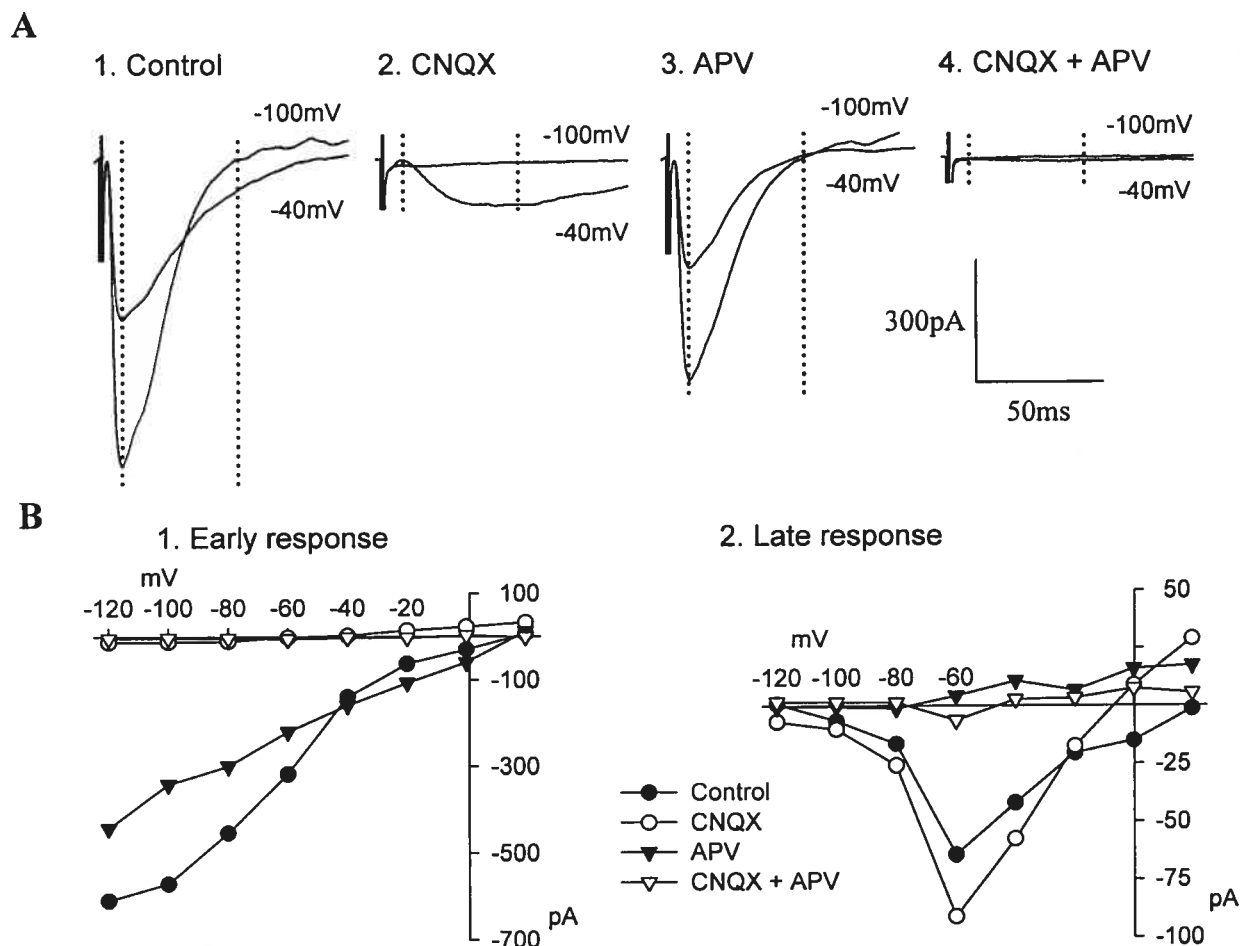 A
1. Control
2. CNQX
3. APV
4. CNQX + APV
-100mV
-40mV
-100mV
-40mV
-100mV
-40mV
-100mV
-40mV
300pA
50ms
B
1. Early response
mV
-120 -100 -80 -60 -40 -20
100
-100
-300
-500
-700
pA
2. Late response
mV
-120 -100 -80 -60
50
-25
-50
-75
-100
pA
Control
CNQX
APV
CNQX + APV